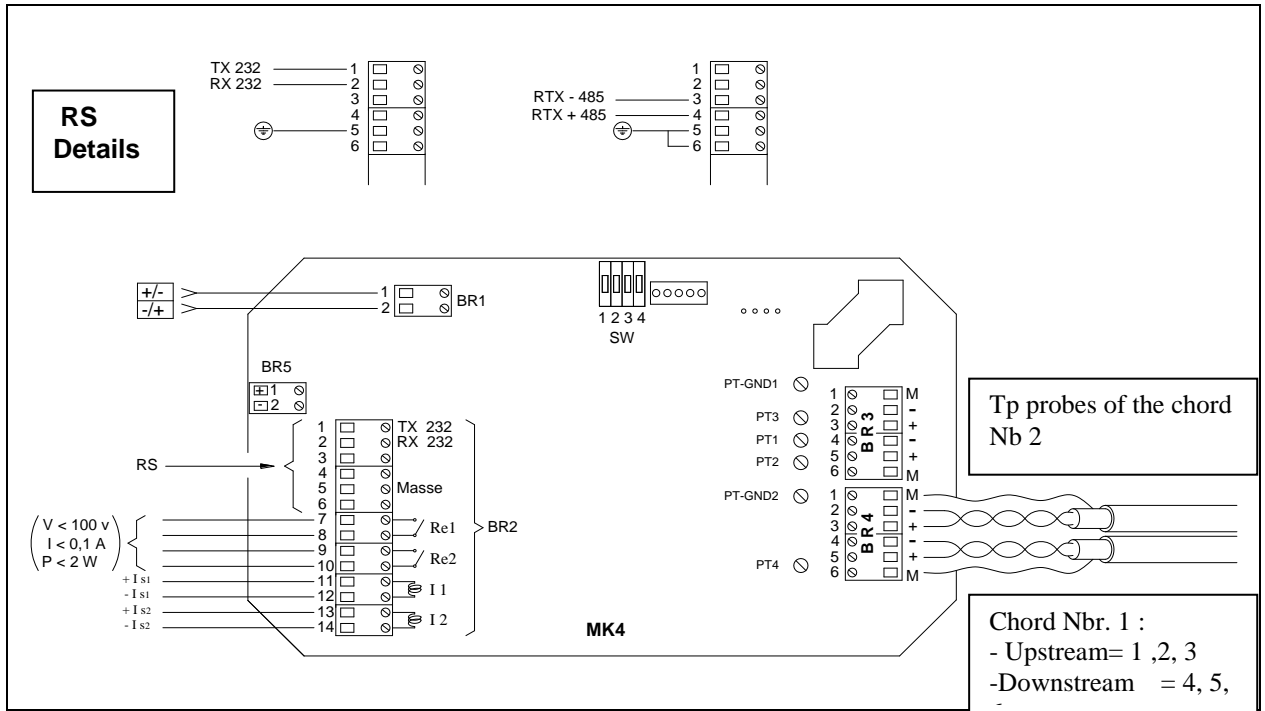 RS
Details
TX 232
RX 232
1
2
3
4
5
6
RTX - 485
RTX + 485
1
2
3
4
5
6
+/-
-/+
1
2
BR1
1 2 3 4
SW
BR5
+ 1
- 2
RS
1 TX 232
2 RX 232
3
4
5 Masse
6
7
8 Re1
9
10 Re2
11
12 I 1
13
14 I 2
BR2
V < 100 v
I < 0,1 A
P < 2 W
+ I s1
- I s1
+ I s2
- I s2
MK4
PT-GND1
PT3
PT1
PT2
PT-GND2
PT4
1 M
2 -
3 +
4 -
5 +
6 M
BR3
1 M
2 -
3 +
4 -
5 +
6 M
BR4
Tp probes of the chord
Nb 2
Chord Nbr. 1 :
- Upstream= 1 ,2, 3
-Downstream = 4, 5,